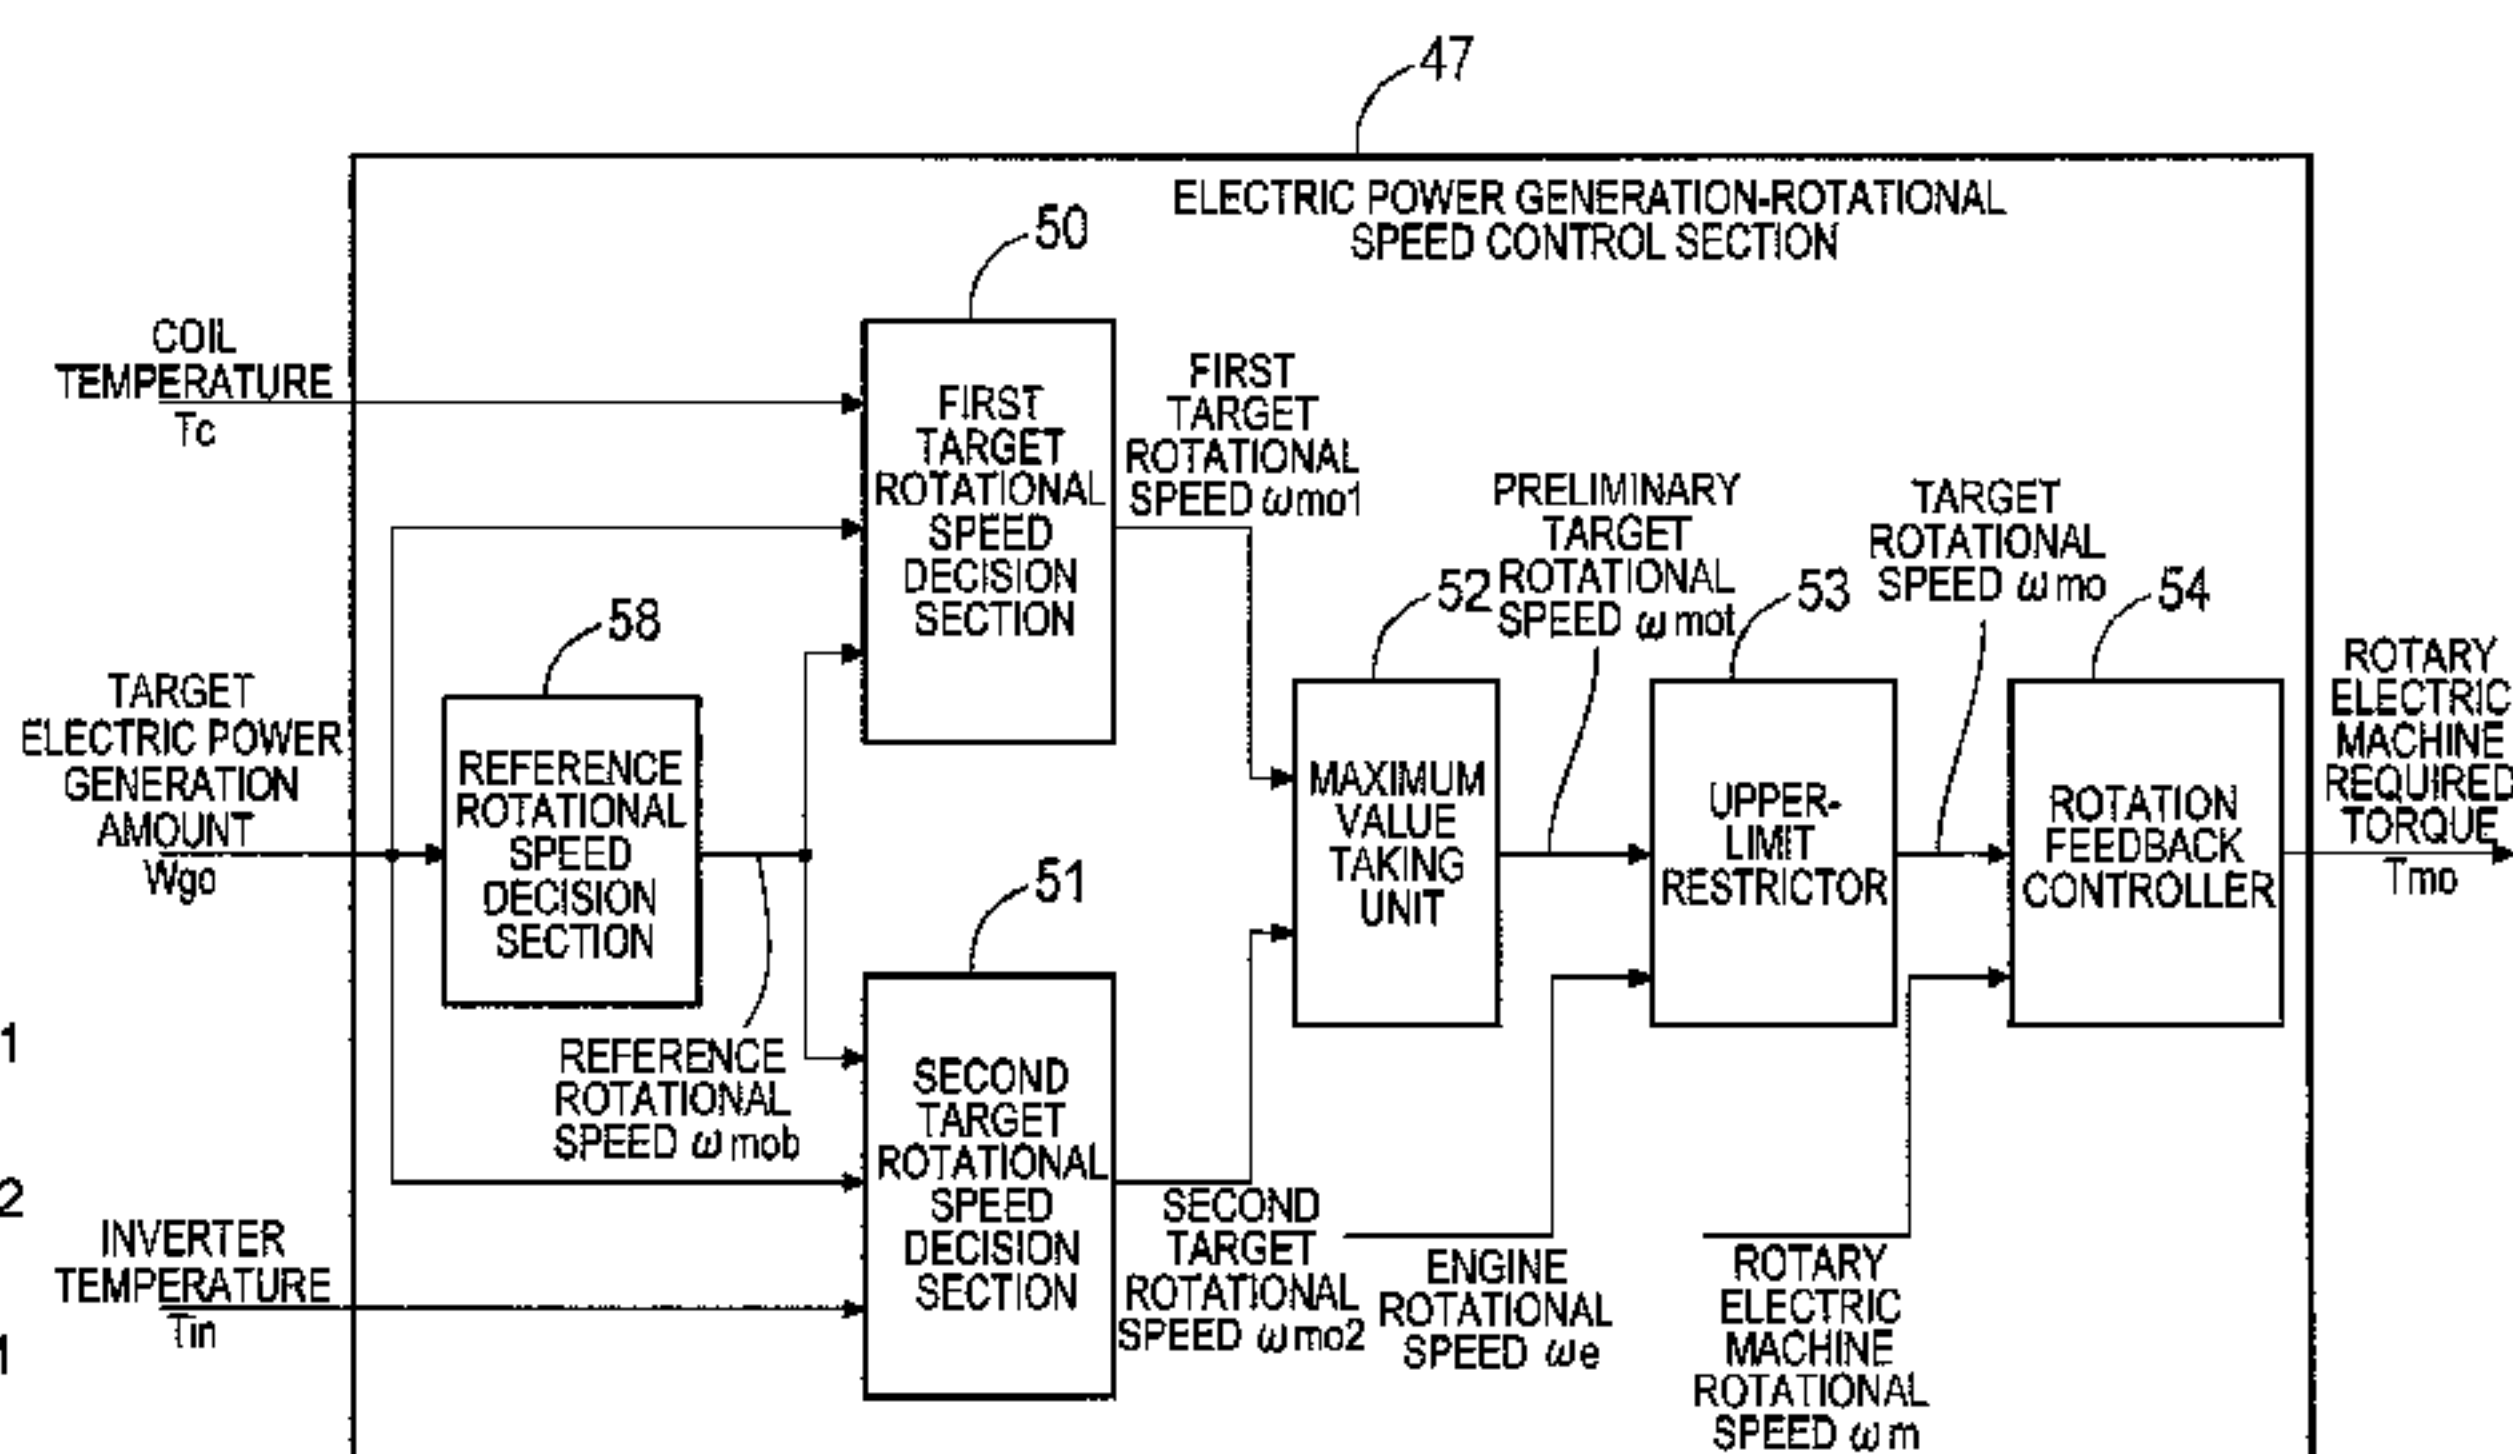 47
ELECTRIC POWER GENERATION-ROTATIONAL
SPEED CONTROL SECTION
50
COIL
TEMPERATURE
Tc
FIRST
TARGET
ROTATIONAL
SPEED
DECISION
SECTION
FIRST
TARGET
ROTATIONAL
SPEED ωmo1
PRELIMINARY
TARGET
ROTATIONAL
SPEED ωmot
TARGET
ROTATIONAL
SPEED ωmo
52
53
54
58
TARGET
ELECTRIC POWER
GENERATION
AMOUNT
Wgo
REFERENCE
ROTATIONAL
SPEED
DECISION
SECTION
MAXIMUM
VALUE
TAKING
UNIT
UPPER-
LIMIT
RESTRICTOR
ROTATION
FEEDBACK
CONTROLLER
ROTARY
ELECTRIC
MACHINE
REQUIRED
TORQUE
Tmo
51
REFERENCE
ROTATIONAL
SPEED ωmob
SECOND
TARGET
ROTATIONAL
SPEED
DECISION
SECTION
1
2
INVERTER
TEMPERATURE
Tin
1
SECOND
TARGET
ROTATIONAL
SPEED ωmo2
ENGINE
ROTATIONAL
SPEED ωe
ROTARY
ELECTRIC
MACHINE
ROTATIONAL
SPEED ωm